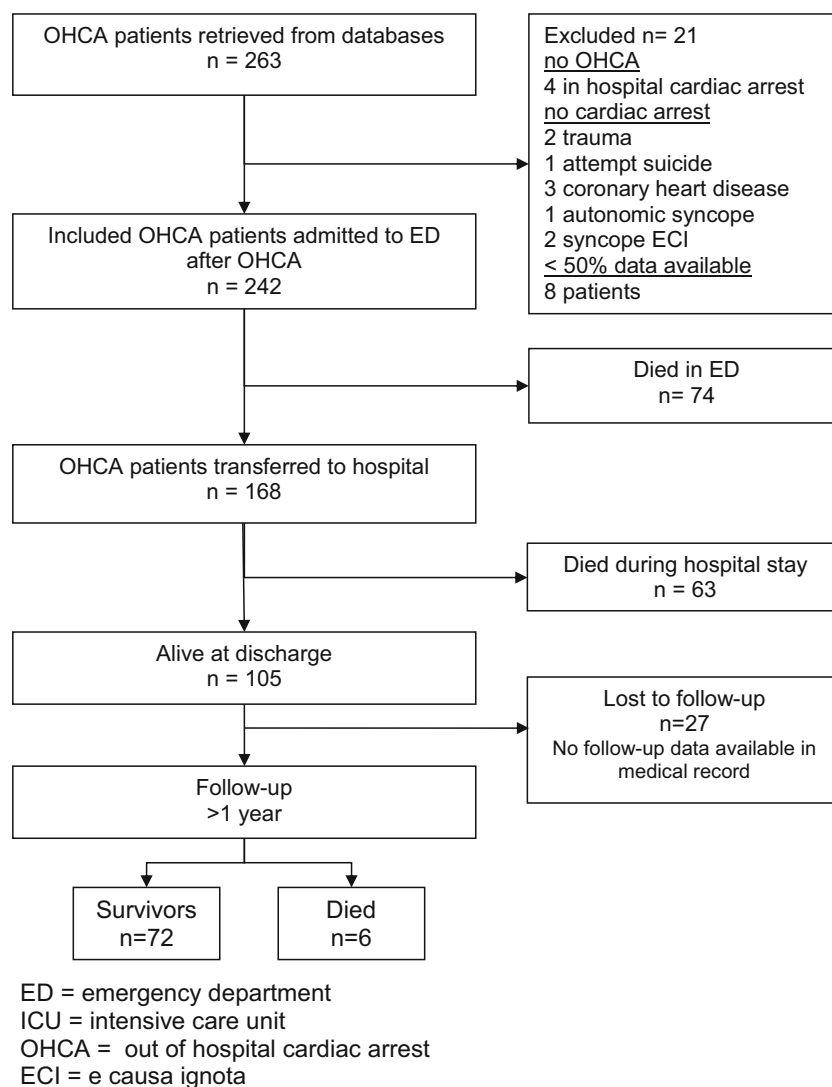 OHCA patients retrieved from databases
n = 263
Excluded n= 21
no OHCA
4 in hospital cardiac arrest
no cardiac arrest
2 trauma
1 attempt suicide
3 coronary heart disease
1 autonomic syncope
2 syncope ECI
< 50% data available
8 patients
Included OHCA patients admitted to ED
after OHCA
n = 242
Died in ED
n= 74
OHCA patients transferred to hospital
n = 168
Died during hospital stay
n = 63
Alive at discharge
n = 105
Lost to follow-up
n=27
No follow-up data available in
medical record
Follow-up
>1 year
Survivors
n=72
Died
n=6
ED = emergency department
ICU = intensive care unit
OHCA = out of hospital cardiac arrest
ECI = e causa ignota